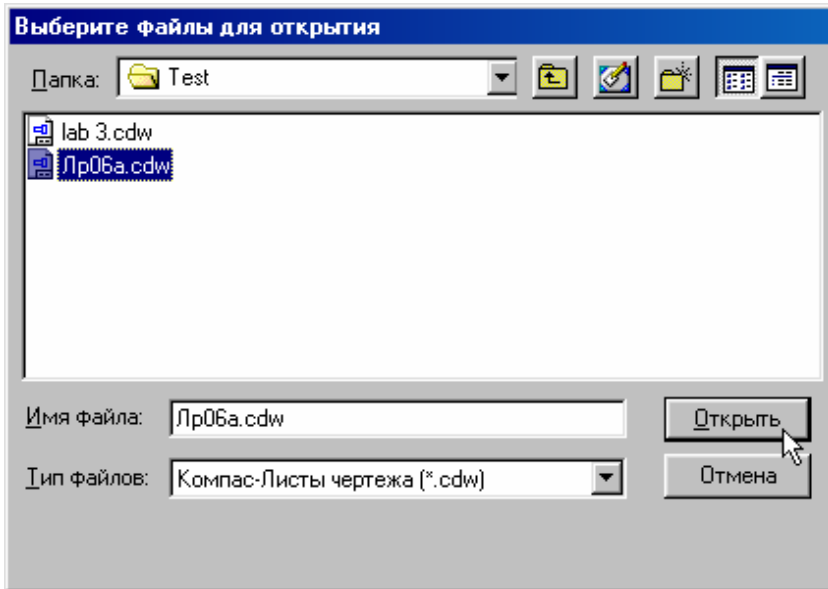 Выберите файлы для открытия
Папка: Test
lab 3.cdw
Лр06а.cdw
Имя файла: Лр06а.cdw Открыть
Тип файлов: Компас-Листы чертежа (*.cdw) Отмена